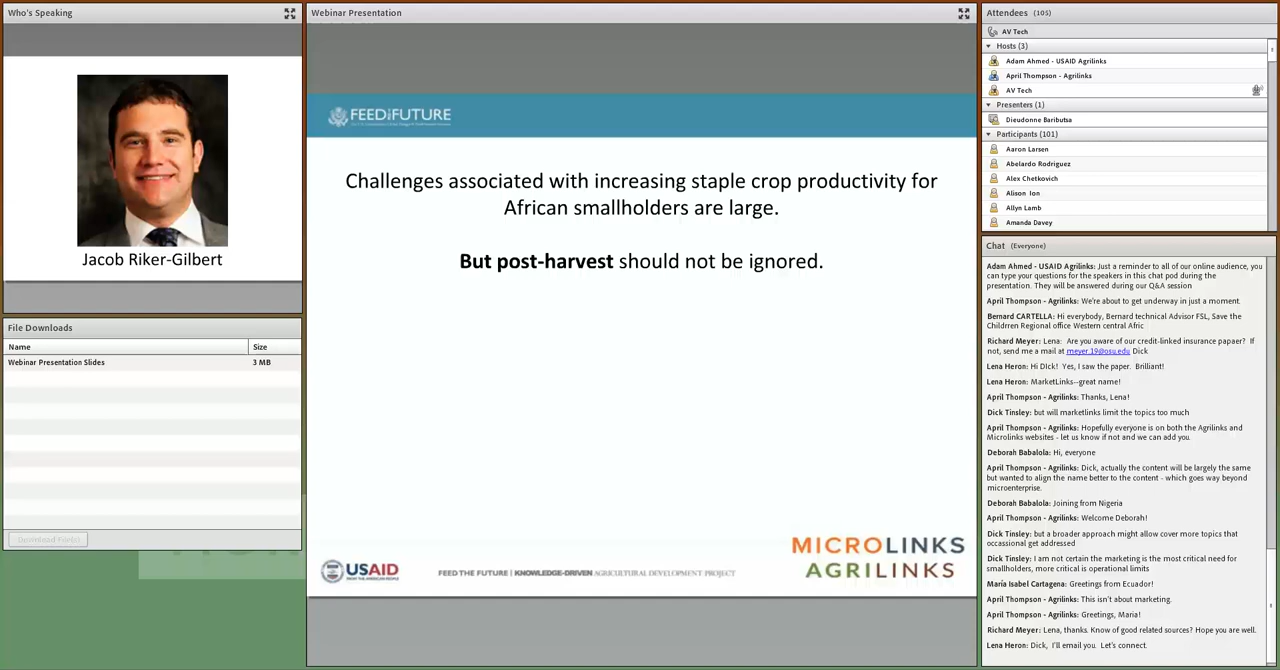 Who's Speaking
Jacob Riker-Gilbert
File Downloads
Name
Size
Webinar Presentation Slides
3 MB
Download File(s)
Webinar Presentation
FEED THE FUTURE
Challenges associated with increasing staple crop productivity for
African smallholders are large.
But post-harvest should not be ignored.
USAID
FROM THE AMERICAN PEOPLE
FEED THE FUTURE | KNOWLEDGE-DRIVEN AGRICULTURAL DEVELOPMENT PROJECT
MICROLINKS
AGRILINKS
Attendees (105)
AV Tech
Hosts (3)
Adam Ahmed - USAID Agrilinks
April Thompson - Agrilinks
AV Tech
Presenters (1)
Dieudonne Baributsa
Participants (101)
Aaron Larsen
Abelardo Rodriguez
Alex Chetkovich
Alison Ion
Allyn Lamb
Amanda Davey
Chat (Everyone)
Adam Ahmed - USAID Agrilinks: Just a reminder to all of our online audience, you
can type your questions for the speakers in this chat pod during the
presentation. They will be answered during our Q&A session
April Thompson - Agrilinks: We're about to get underway in just a moment.
Bernard CARTELLA: Hi everybody, Bernard technical Advisor FSL, Save the
Childrren Regional office Western central Afric
Richard Meyer: Lena: Are you aware of our credit-linked insurance papaer? If
not, send me a mail at meyer.19@osu.edu Dick
Lena Heron: Hi DIck! Yes, I saw the paper. Brilliant!
Lena Heron: MarketLinks--great name!
April Thompson - Agrilinks: Thanks, Lena!
Dick Tinsley: but will marketlinks limit the topics too much
April Thompson - Agrilinks: Hopefully everyone is on both the Agrilinks and
Microlinks websites - let us know if not and we can add you.
Deborah Babalola: Hi, everyone
April Thompson - Agrilinks: Dick, actually the content will be largely the same
but wanted to align the name better to the content - which goes way beyond
microenterprise.
Deborah Babalola: Joining from Nigeria
April Thompson - Agrilinks: Welcome Deborah!
Dick Tinsley: but a broader approach might allow cover more topics that
occassional get addressed
Dick Tinsley: I am not certain the marketing is the most critical need for
smallholders, more critical is operational limits
María Isabel Cartagena: Greetings from Ecuador!
April Thompson - Agrilinks: This isn't about marketing.
April Thompson - Agrilinks: Greetings, Maria!
Richard Meyer: Lena, thanks. Know of good related sources? Hope you are well.
Lena Heron: Dick, I'll email you. Let's connect.